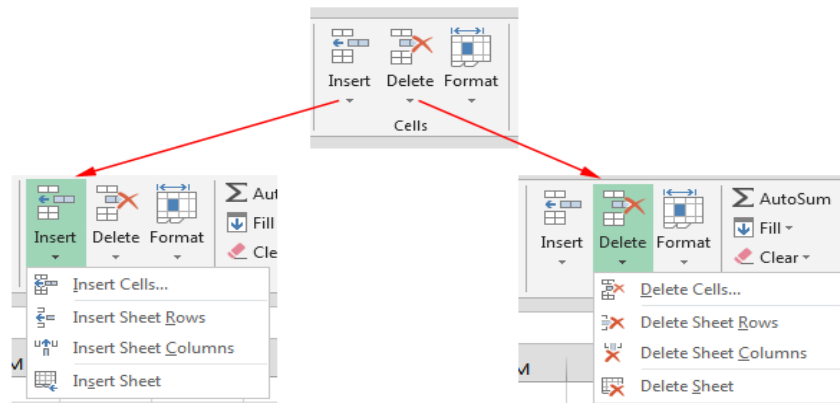 Insert Delete Format
Cells
Insert Delete Format
Σ Aut
Fill
Cle
Insert Cells...
Insert Sheet Rows
Insert Sheet Columns
Insert Sheet
M
Insert Delete Format
Σ AutoSum
Fill
Clear
Delete Cells...
Delete Sheet Rows
Delete Sheet Columns
Delete Sheet
M